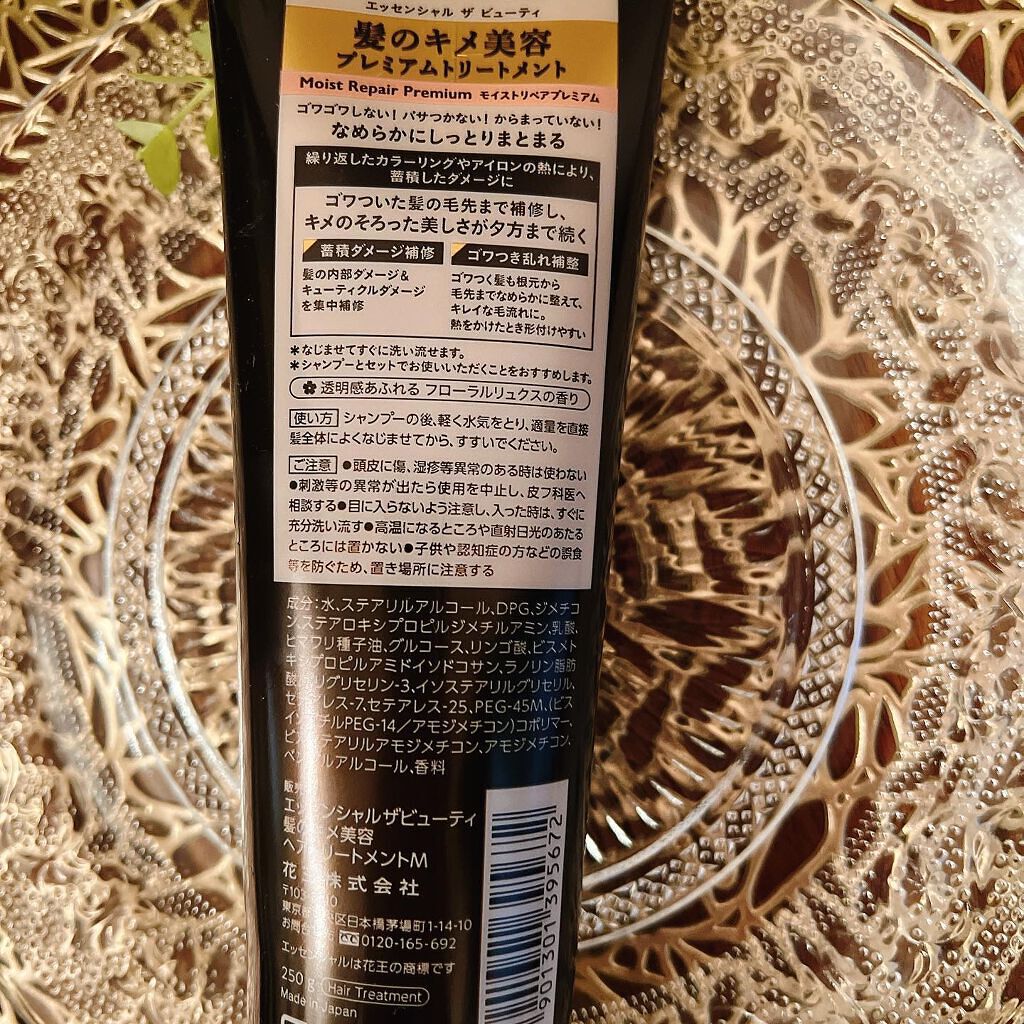 エッセンシャル ザ ビューティ
髪のキメ美容
プレミアムトリートメント
Moist Repair Premium モイストリペアプレミアム
ゴワゴワしない！パサつかない！からまっていない！
なめらかにしっとりまとまる
繰り返したカラーリングやアイロンの熱により、
蓄積したダメージに
ゴワついた髪の毛先まで補修し、
キメのそろった美しさが夕方まで続く
蓄積ダメージ補修
髪の内部ダメージ＆
キューティクルダメージ
を集中補修
ゴワつき乱れ補整
ゴワつく髪も根元から
毛先までなめらかに整えて、
キレイな毛流れに。
熱をかけたとき形付けやすい
＊なじませてすぐに洗い流せます。
＊シャンプーとセットでお使いいただくことをおすすめします。
透明感あふれる フローラルリュクスの香り
使い方 シャンプーの後、軽く水気をとり、適量を直接
髪全体によくなじませてから、すすいでください。
ご注意 ●頭皮に傷、湿疹等異常のある時は使わない
●刺激等の異常が出たら使用を中止し、皮フ科医へ
相談する●目に入らないよう注意し、入った時は、すぐに
充分洗い流す●高温になるところや直射日光のあたる
ところには置かない●子供や認知症の方などの誤食
等を防ぐため、置き場所に注意する
成分：水、ステアリルアルコール、DPG、ジメチコ
ン、ステアロキシプロピルジメチルアミン、乳酸、
ヒマワリ種子油、グルコース、リンゴ酸、ビスメト
キシプロピルアミドイソドコサン、ラノリン脂肪
酸、リグリセリン-3、イソステアリルグリセリル、
セテアレス-7、セテアレス-25、PEG-45M、（ビス
イソブチルPEG-14／アモジメチコン）コポリマー、
ビスセテアリルアモジメチコン、アモジメチコン、
ベンジルアルコール、香料
エッセンシャルザビューティ
髪のキメ美容
ヘアトリートメントM
花 株式会社
〒10
東京 区日本橋茅場町1-14-10
お問 0120-165-692
エッセンシャルは花王の商標です
250g Hair Treatment
Made in Japan
4901301395672